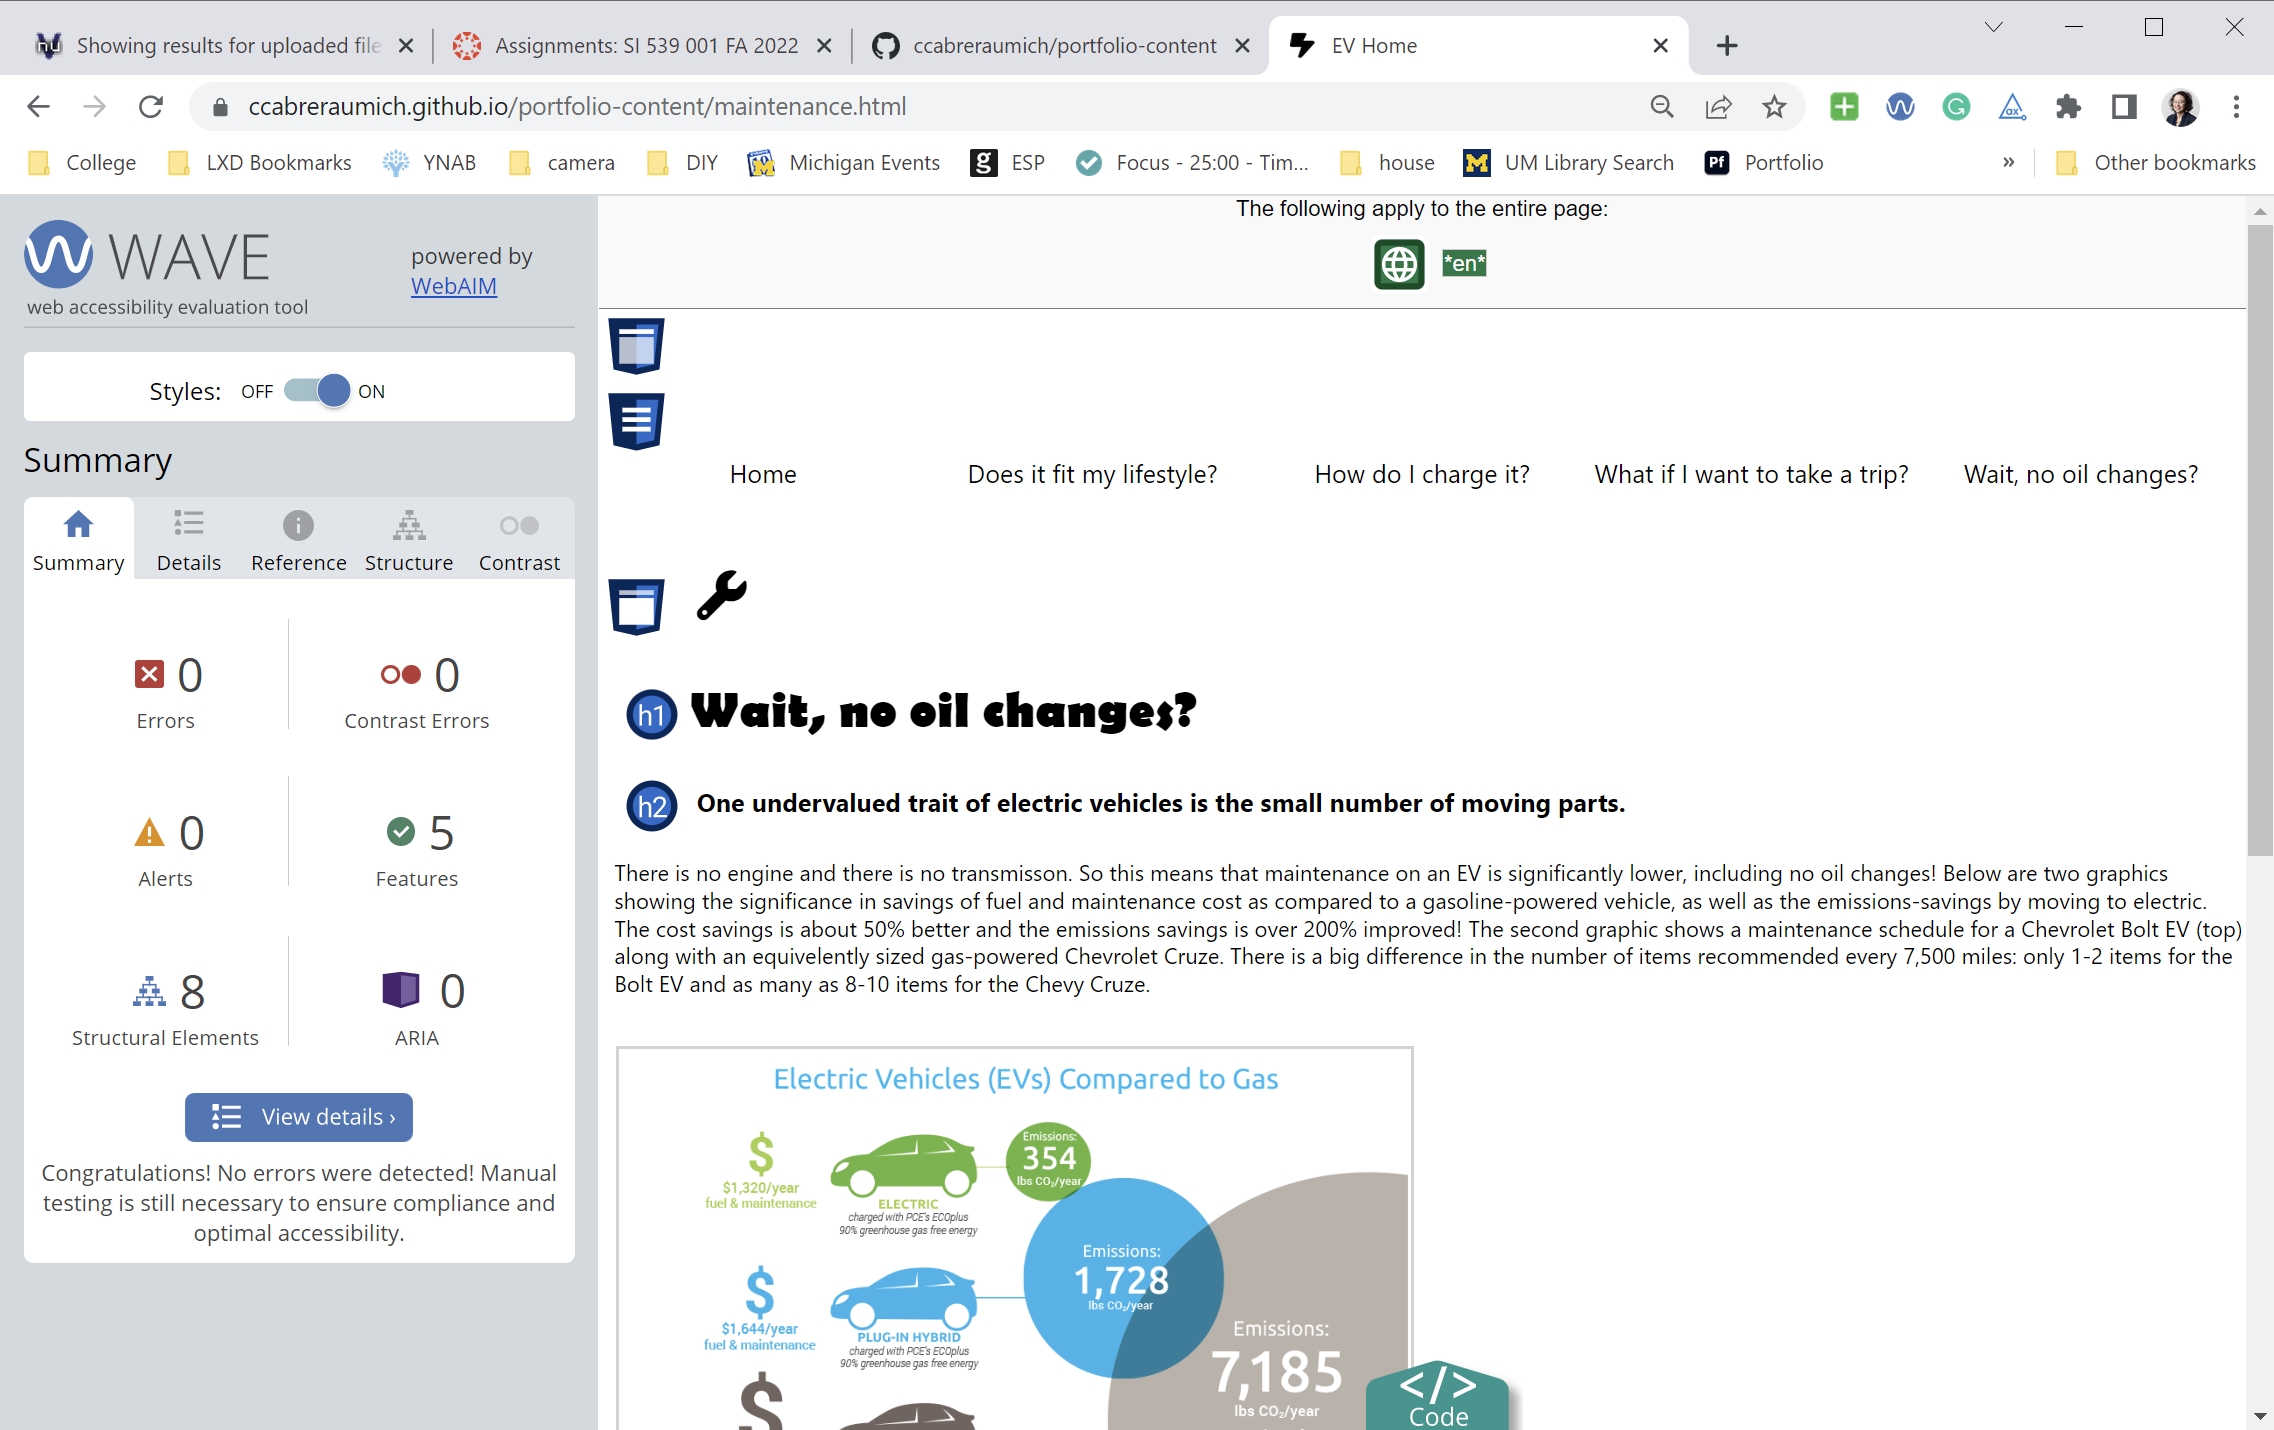 Showing results for uploaded file
Assignments: SI 539 001 FA 2022
ccabreraumich/portfolio-content
EV Home
ccabreraumich.github.io/portfolio-content/maintenance.html
College
LXD Bookmarks
YNAB
camera
DIY
Michigan Events
ESP
Focus - 25:00 - Tim...
house
UM Library Search
Pf
Portfolio
»
Other bookmarks
WAVE
powered by
WebAIM
web accessibility evaluation tool
Styles: OFF ON
Summary
Summary
Details
Reference
Structure
Contrast
0
Errors
0
Contrast Errors
0
Alerts
5
Features
8
Structural Elements
0
ARIA
View details ›
Congratulations! No errors were detected! Manual
testing is still necessary to ensure compliance and
optimal accessibility.
The following apply to the entire page:
*en*
Home
Does it fit my lifestyle?
How do I charge it?
What if I want to take a trip?
Wait, no oil changes?
h1 Wait, no oil changes?
h2 One undervalued trait of electric vehicles is the small number of moving parts.
There is no engine and there is no transmisson. So this means that maintenance on an EV is significantly lower, including no oil changes! Below are two graphics
showing the significance in savings of fuel and maintenance cost as compared to a gasoline-powered vehicle, as well as the emissions-savings by moving to electric.
The cost savings is about 50% better and the emissions savings is over 200% improved! The second graphic shows a maintenance schedule for a Chevrolet Bolt EV (top)
along with an equivelently sized gas-powered Chevrolet Cruze. There is a big difference in the number of items recommended every 7,500 miles: only 1-2 items for the
Bolt EV and as many as 8-10 items for the Chevy Cruze.
Electric Vehicles (EVs) Compared to Gas
$
$1,320/year
fuel & maintenance
ELECTRIC
charged with PCE's ECOplus
90% greenhouse gas free energy
Emissions:
354
lbs CO₂/year
$
$1,644/year
fuel & maintenance
PLUG-IN HYBRID
charged with PCE's ECOplus
90% greenhouse gas free energy
Emissions:
1,728
lbs CO₂/year
$
Emissions:
7,185
lbs CO₂/year
</>
Code